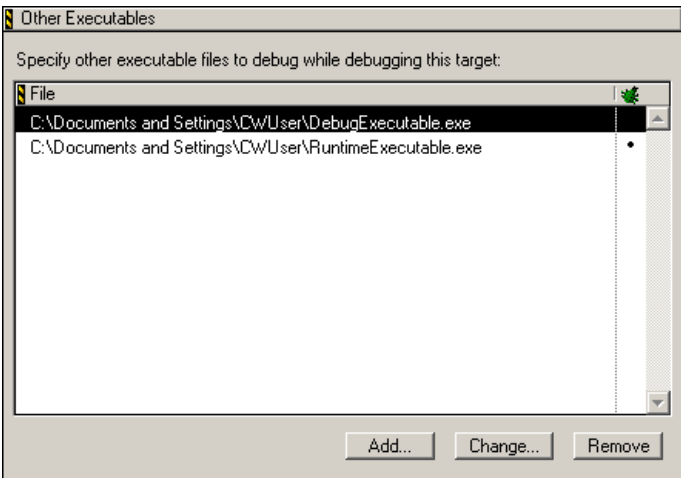 Other Executables
Specify other executable files to debug while debugging this target:
File
C:\Documents and Settings\CWUser\DebugExecutable.exe
C:\Documents and Settings\CWUser\RuntimeExecutable.exe
Add... Change... Remove